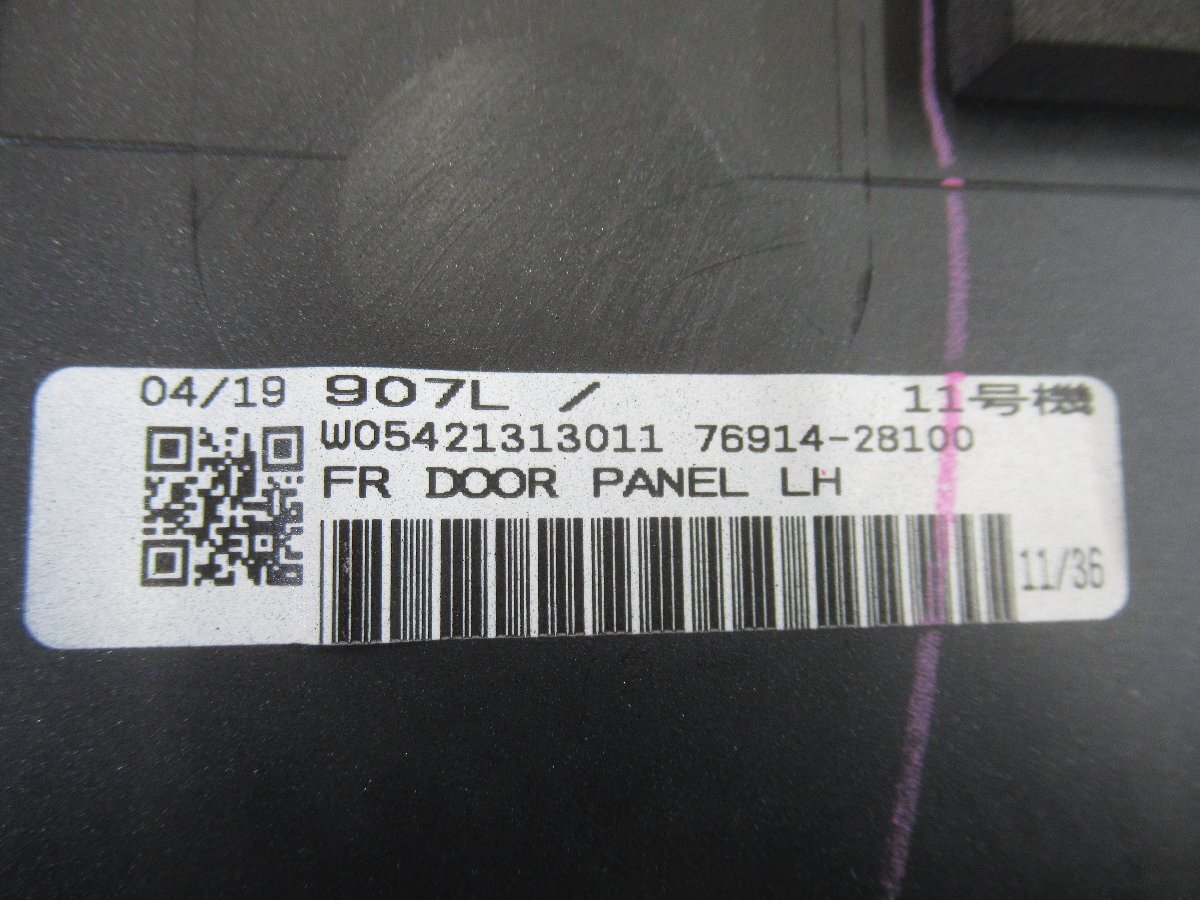 04/19 907L / 11号機
W05421313011 76914-28100
FR DOOR PANEL LH
11/36